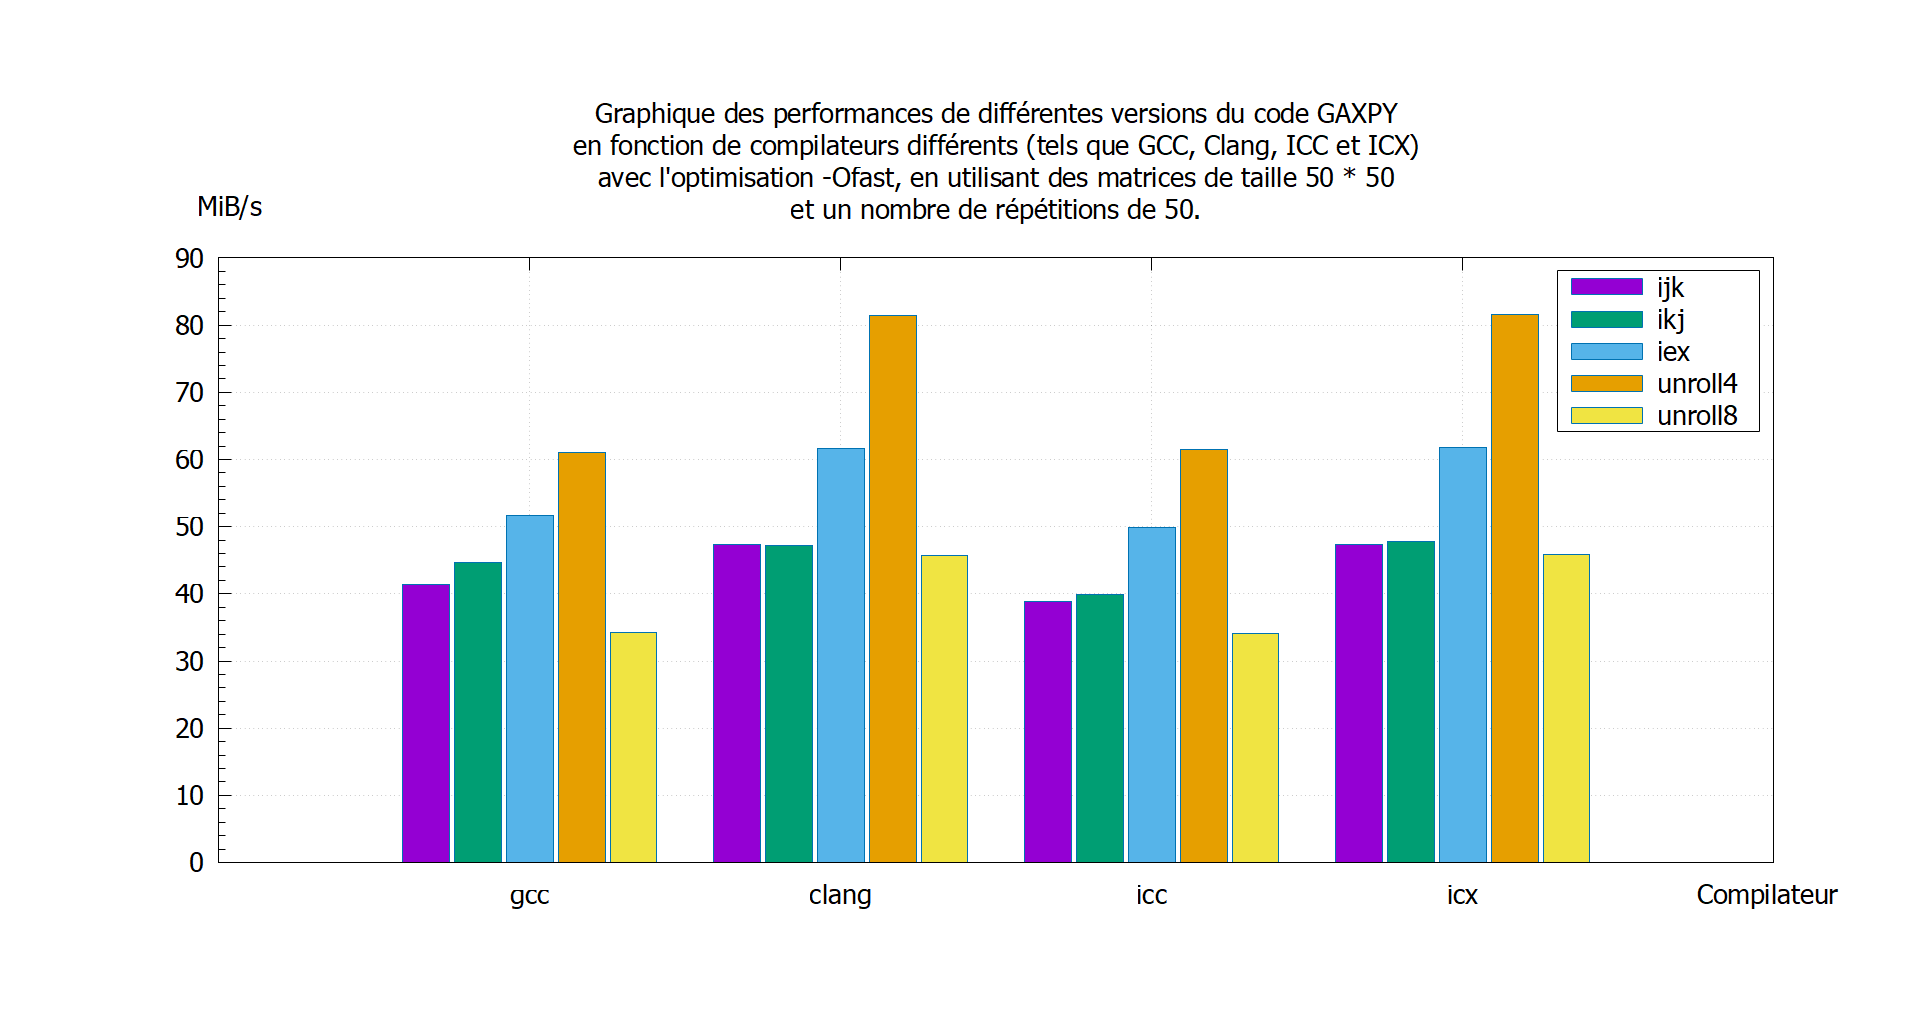 Graphique des performances de différentes versions du code GAXPY
en fonction de compilateurs différents (tels que GCC, Clang, ICC et ICX)
avec l'optimisation -Ofast, en utilisant des matrices de taille 50 * 50
et un nombre de répétitions de 50.
MiB/s
90
80
70
60
50
40
30
20
10
0
ijk
ikj
iex
unroll4
unroll8
gcc
clang
icc
icx
Compilateur